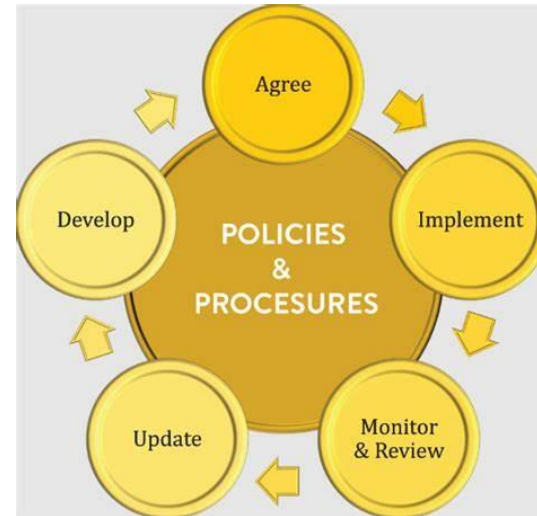 Agree
Implement
Monitor
& Review
Update
Develop
POLICIES
&
PROCESURES